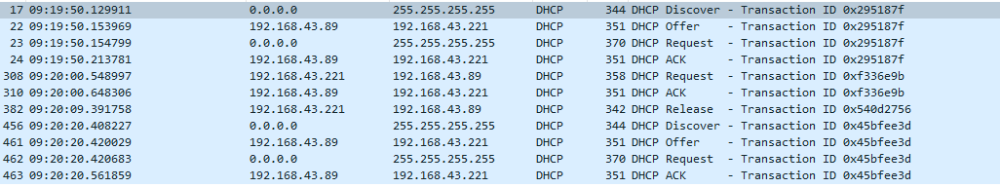 17 09:19:50.129911 0.0.0.0 255.255.255.255 DHCP 344 DHCP Discover - Transaction ID 0x295187f
22 09:19:50.153969 192.168.43.89 192.168.43.221 DHCP 351 DHCP Offer - Transaction ID 0x295187f
23 09:19:50.154799 0.0.0.0 255.255.255.255 DHCP 370 DHCP Request - Transaction ID 0x295187f
24 09:19:50.213781 192.168.43.89 192.168.43.221 DHCP 351 DHCP ACK - Transaction ID 0x295187f
308 09:20:00.548997 192.168.43.221 192.168.43.89 DHCP 358 DHCP Request - Transaction ID 0xf336e9b
310 09:20:00.648306 192.168.43.89 192.168.43.221 DHCP 351 DHCP ACK - Transaction ID 0xf336e9b
382 09:20:09.391758 192.168.43.221 192.168.43.89 DHCP 342 DHCP Release - Transaction ID 0x540d2756
456 09:20:20.408227 0.0.0.0 255.255.255.255 DHCP 344 DHCP Discover - Transaction ID 0x45bfee3d
461 09:20:20.420029 192.168.43.89 192.168.43.221 DHCP 351 DHCP Offer - Transaction ID 0x45bfee3d
462 09:20:20.420683 0.0.0.0 255.255.255.255 DHCP 370 DHCP Request - Transaction ID 0x45bfee3d
463 09:20:20.561859 192.168.43.89 192.168.43.221 DHCP 351 DHCP ACK - Transaction ID 0x45bfee3d